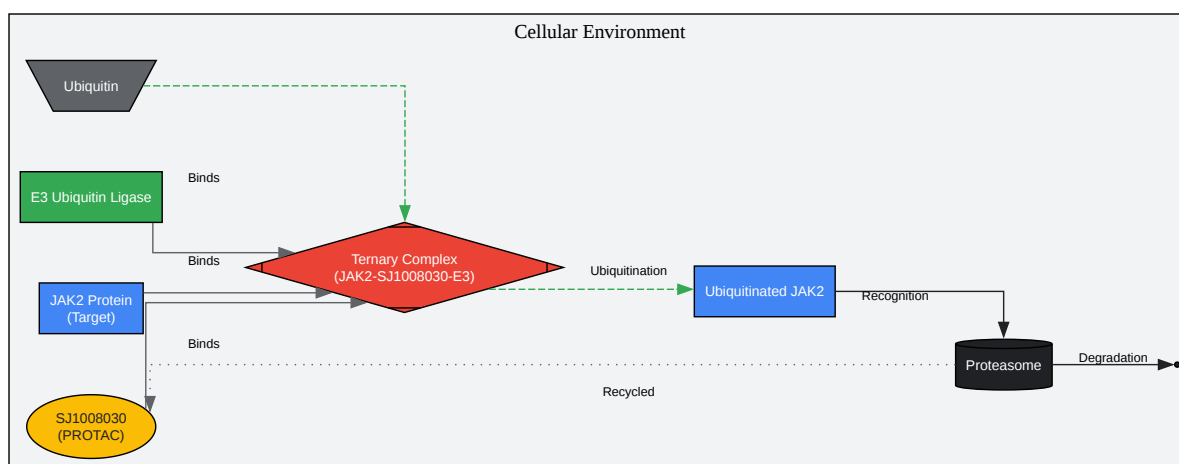 Cellular Environment
Ubiquitin
Binds
E3 Ubiquitin Ligase
Binds
Ternary Complex
(JAK2-SJ1008030-E3)
Ubiquitination
Ubiquitinated JAK2
Recognition
JAK2 Protein
(Target)
Binds
Proteasome
Degradation
Recycled
SJ1008030
(PROTAC)